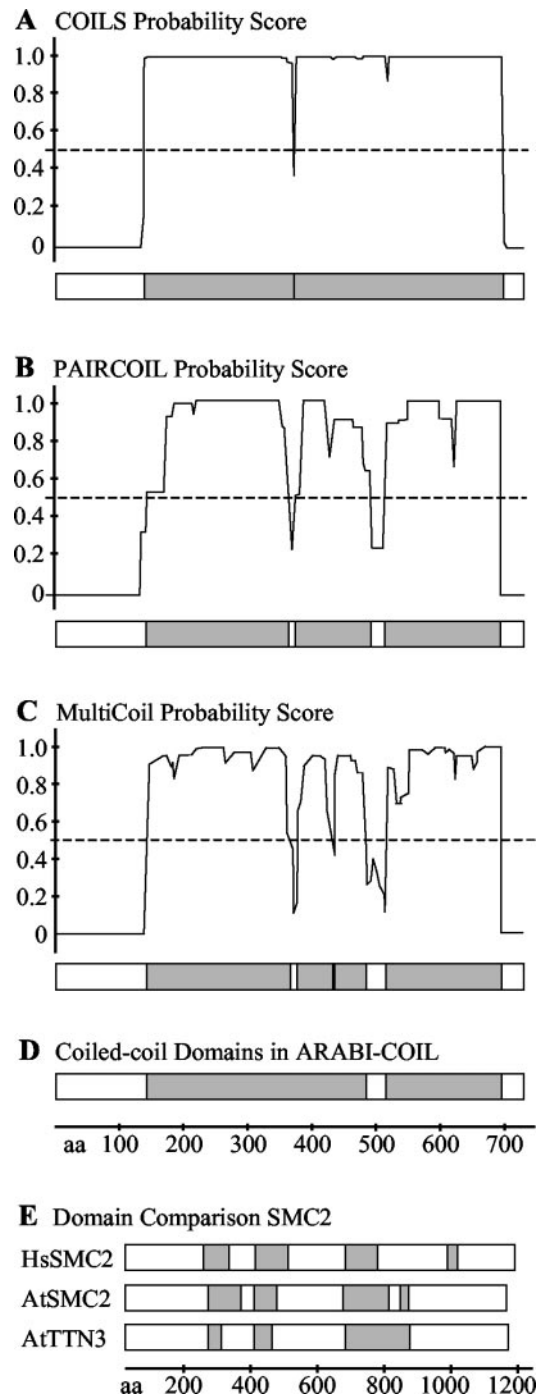 A COILS Probability Score
1.0
0.8
0.6
0.4
0.2
0
B PAIRCOIL Probability Score
1.0
0.8
0.6
0.4
0.2
0
C MultiCoil Probability Score
1.0
0.8
0.6
0.4
0.2
0
D Coiled-coil Domains in ARABI-COIL
aa 100 200 300 400 500 600 700
E Domain Comparison SMC2
HsSMC2
AtSMC2
AtTTN3
aa 200 400 600 800 1000 1200